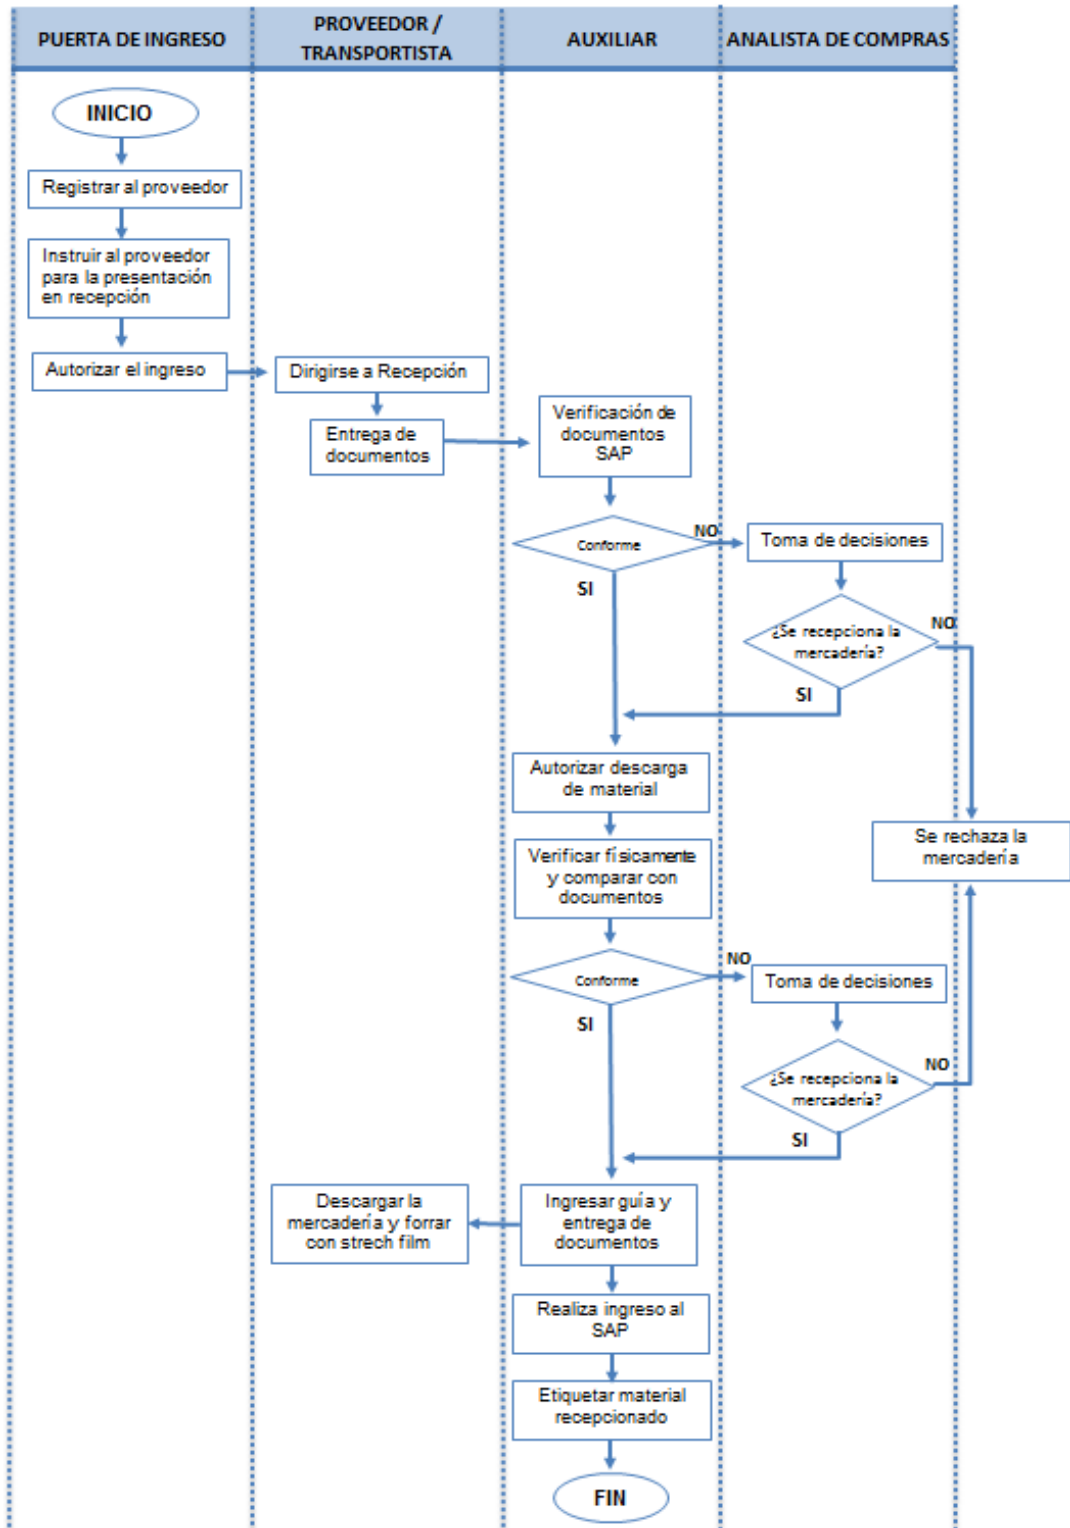 PUERTA DE INGRESO
PROVEEDOR /
TRANSPORTISTA
AUXILIAR
ANALISTA DE COMPRAS
INICIO
Registrar al proveedor
Instruir al proveedor
para la presentación
en recepción
Autorizar el ingreso
Dirigirse a Recepción
Entrega de
documentos
Verificación de
documentos
SAP
Conforme
NO
SI
Toma de decisiones
¿Se recepciona la
mercadería?
NO
SI
Autorizar descarga
de material
Se rechaza la
mercadería
Verificar físicamente
y comparar con
documentos
Conforme
NO
SI
Toma de decisiones
¿Se recepciona la
mercadería?
NO
SI
Descargar la
mercadería y forrar
con strech film
Ingresar guía y
entrega de
documentos
Realiza ingreso al
SAP
Etiquetar material
recepcionado
FIN